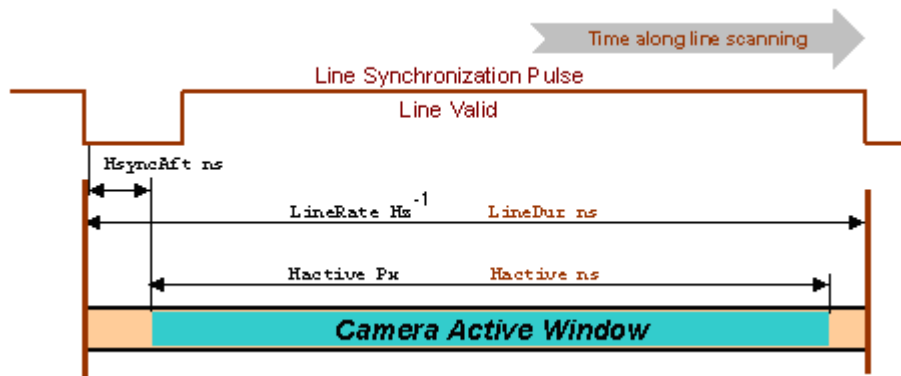 Time along line scanning
Line Synchronization Pulse
Line Valid
HsyncAft ns
LineRate Hz-1 LineDur ns
Hactive Px Hactive ns
Camera Active Window